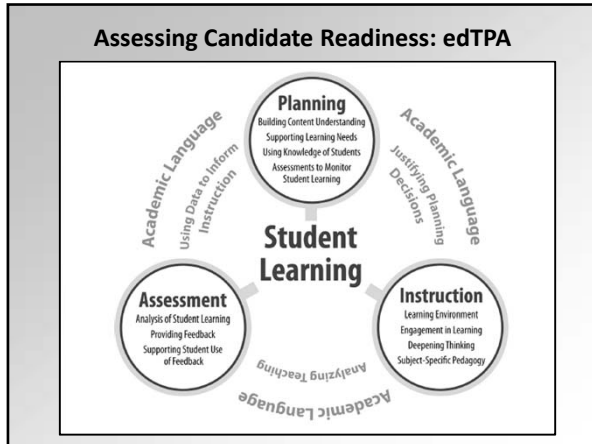 Assessing Candidate Readiness: edTPA
Planning
Building Content Understanding
Supporting Learning Needs
Using Knowledge of Students
Assessments to Monitor
Student Learning
Academic Language
Using Data to Inform
Instruction
Academic Language
Justifying Planning
Decisions
Student
Learning
Assessment
Analysis of Student Learning
Providing Feedback
Supporting Student Use
of Feedback
Instruction
Learning Environment
Engagement in Learning
Deepening Thinking
Subject-Specific Pedagogy
Analyzing Teaching
Academic Language